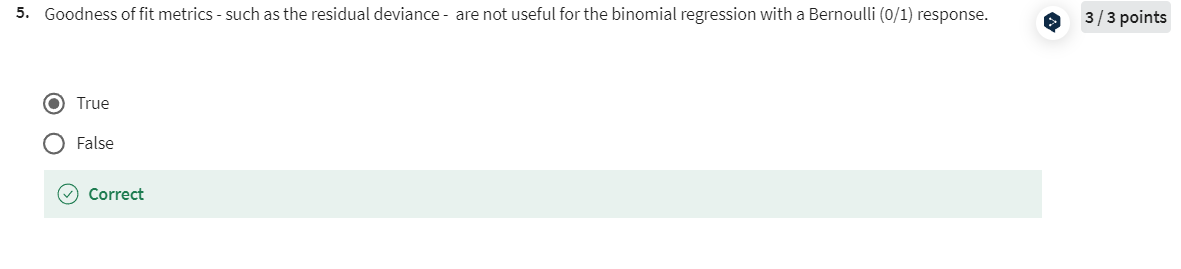 5. Goodness of fit metrics - such as the residual deviance - are not useful for the binomial regression with a Bernoulli (0/1) response.
3 / 3 points
True
False
Correct